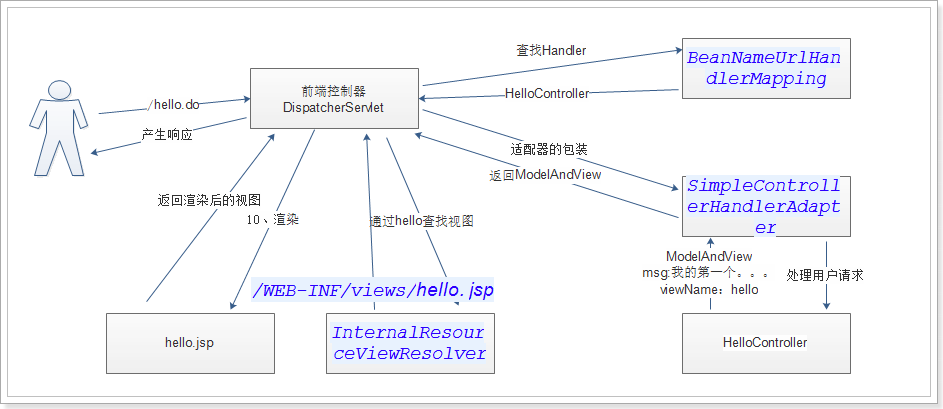 查找Handler
BeanNameUrlHan
dlerMapping
HelloController
前端控制器
DispatcherServlet
/hello.do
产生响应
适配器的包装
返回ModelAndView
SimpleControll
erHandlerAdapt
er
返回渲染后的视图
10、渲染
通过hello查找视图
ModelAndView
msg:我的第一个。。。
viewName：hello
处理用户请求
/WEB-INF/views/hello.jsp
hello.jsp
InternalResour
ceViewResolver
HelloController